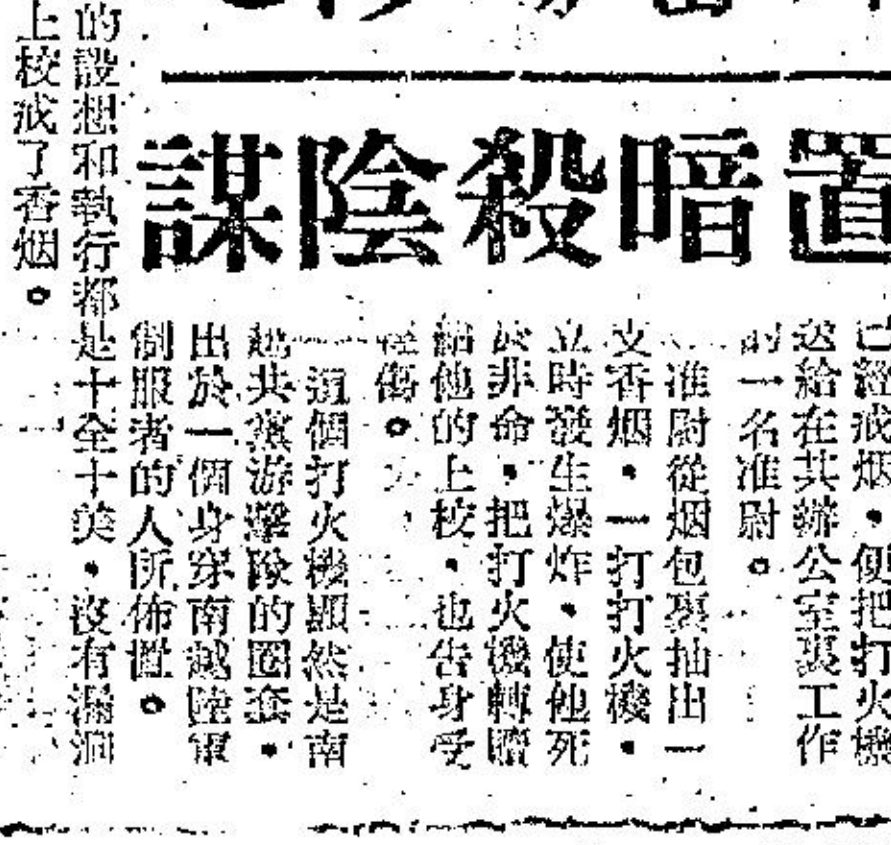 置暗殺陰謀
已經戒烟，便把打火機
送給在其辦公室裏工作
的一名准尉。
准尉從烟包裏抽出一
支香烟，一打打火機，
立時發生爆炸，使他死
於非命，把打火機轉贈
給他的上校，也告身受
輕傷。
這個打火機顯然是南
越共黨游擊隊的圈套，
出於一個身穿南越陸軍
制服者的人所佈置。
的設想和執行都是十全十美，沒有漏洞
上校戒了香烟。